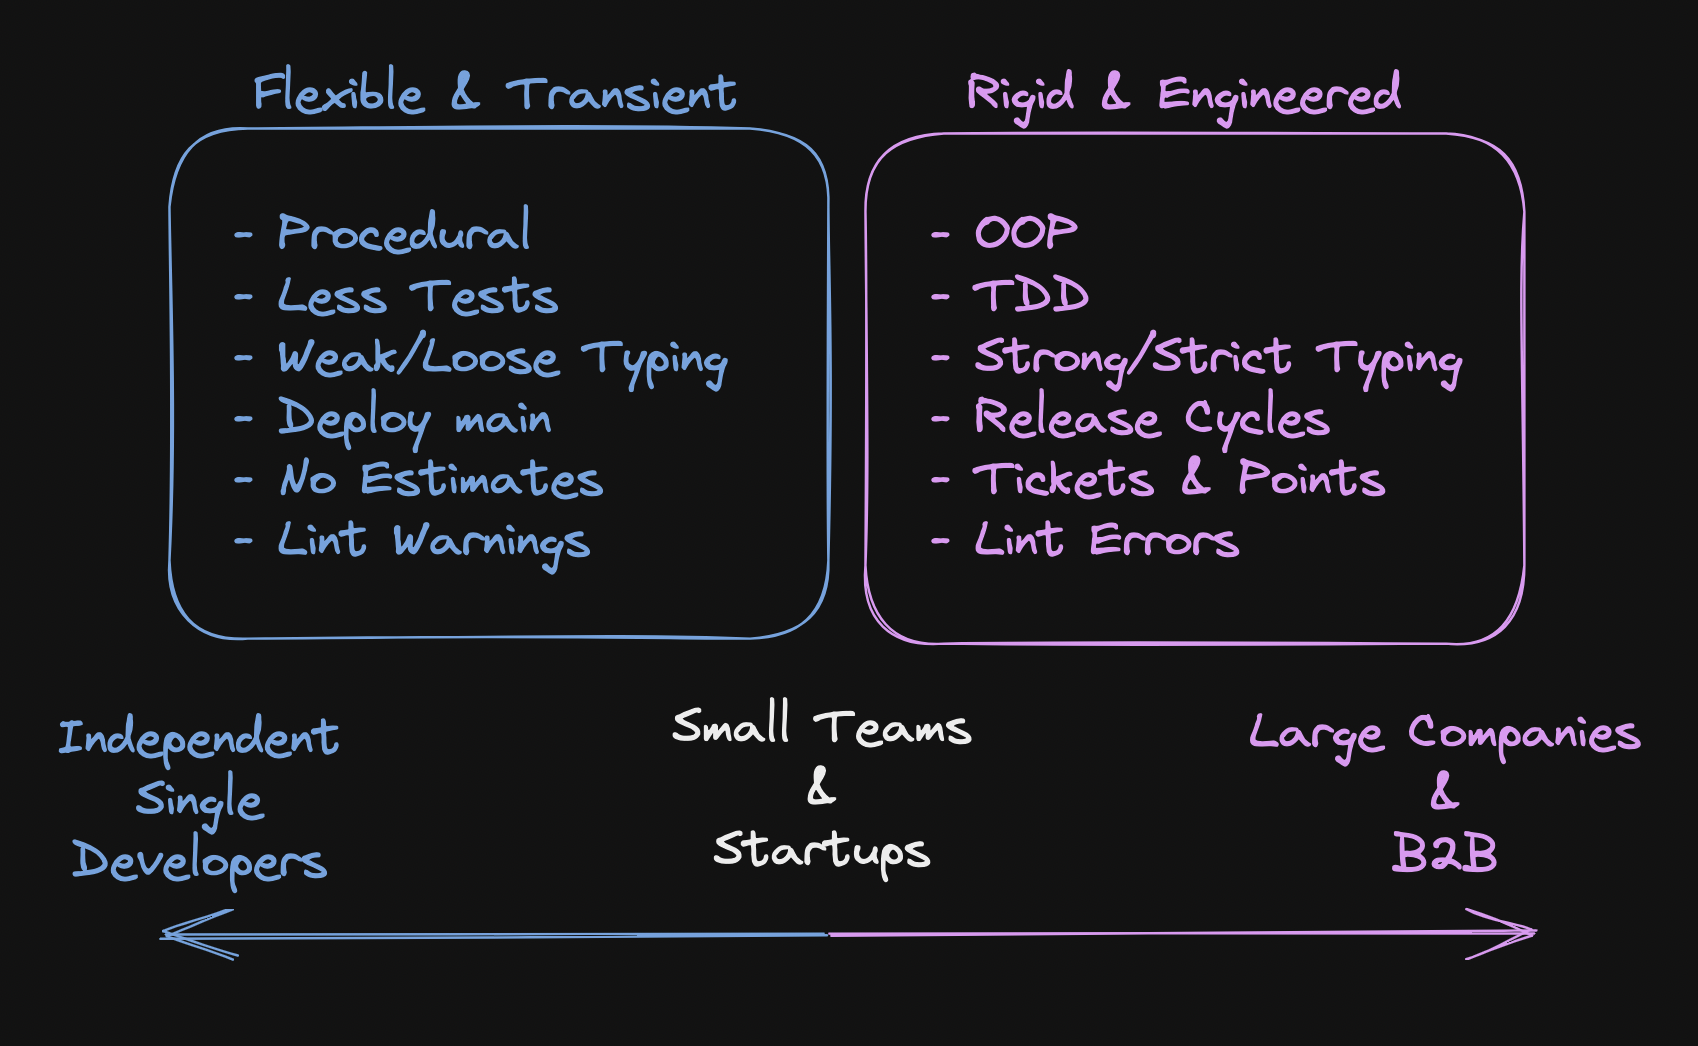 Flexible & Transient
- Procedural
- Less Tests
- Weak/Loose Typing
- Deploy main
- No Estimates
- Lint Warnings
Rigid & Engineered
- OOP
- TDD
- Strong/Strict Typing
- Release Cycles
- Tickets & Points
- Lint Errors
Independent
Single
Developers
Small Teams
&
Startups
Large Companies
&
B2B